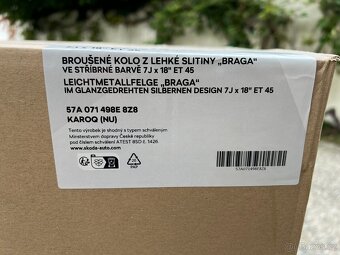 BROUŠENÉ KOLO Z LEHKÉ SLITINY „BRAGA“
VE STŘÍBRNÉ BARVĚ 7J x 18" ET 45
LEICHTMETALLFELGE „BRAGA“
IM GLANZGEDREHTEN SILBERNEN DESIGN 7J x 18" ET 45
57A 071 498E 8Z8
KAROQ (NU)
Tento výrobek je shodný s typem schváleným
Ministerstvem dopravy České republiky
pod číslem schválení ATEST 8SD č. 1426
www.skoda-auto.com
57A071498E8Z8